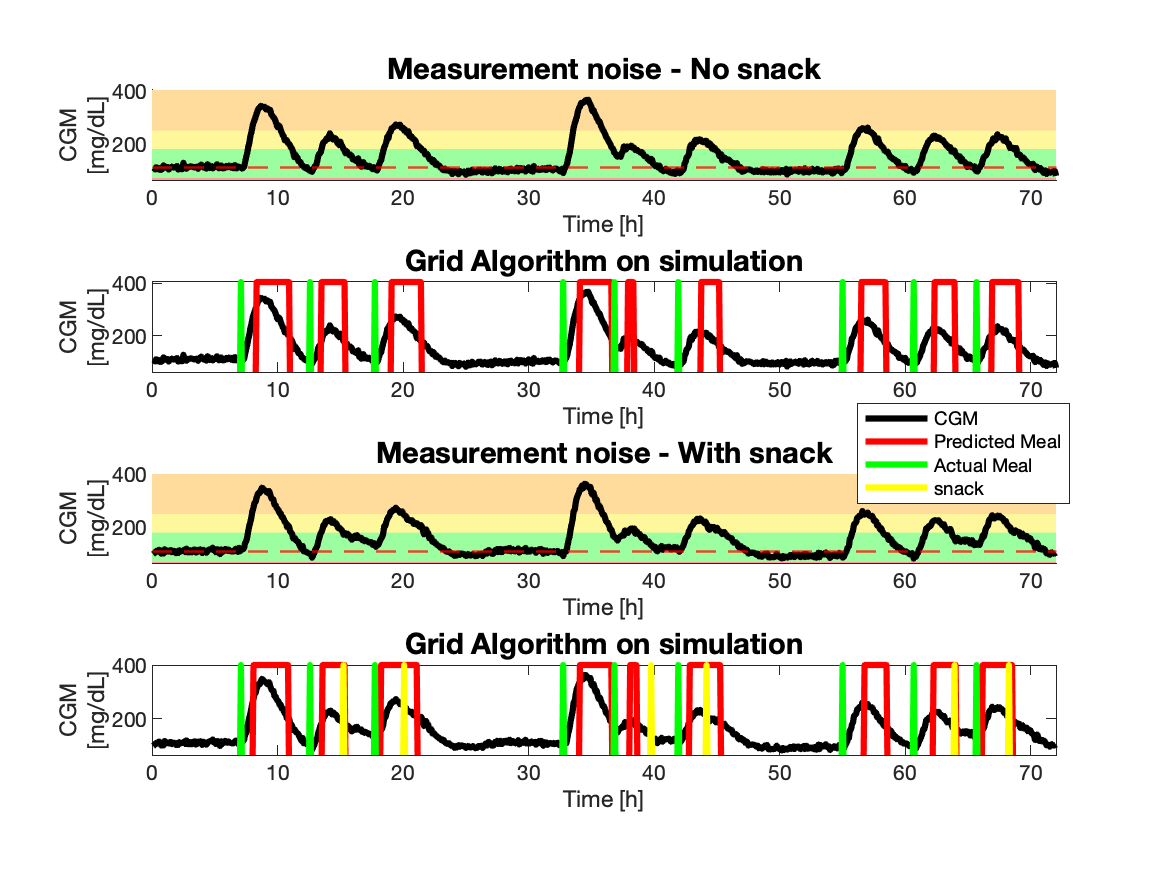 Measurement noise - No snack
CGM
[mg/dL]
400
200
0 10 20 30 40 50 60 70
Time [h]
Grid Algorithm on simulation
CGM
[mg/dL]
400
200
0 10 20 30 40 50 60 70
Time [h]
CGM
Predicted Meal
Actual Meal
snack
Measurement noise - With snack
CGM
[mg/dL]
400
200
0 10 20 30 40 50 60 70
Time [h]
Grid Algorithm on simulation
CGM
[mg/dL]
400
200
0 10 20 30 40 50 60 70
Time [h]